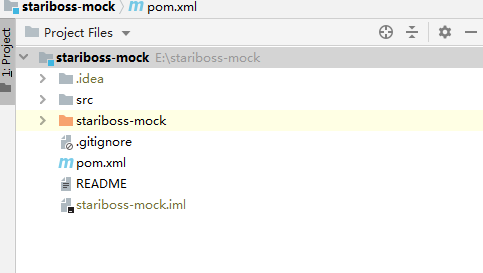 stariboss-mock pom.xml
1: Project
Project Files
stariboss-mock E:\stariboss-mock
.idea
src
stariboss-mock
.gitignore
pom.xml
README
stariboss-mock.iml